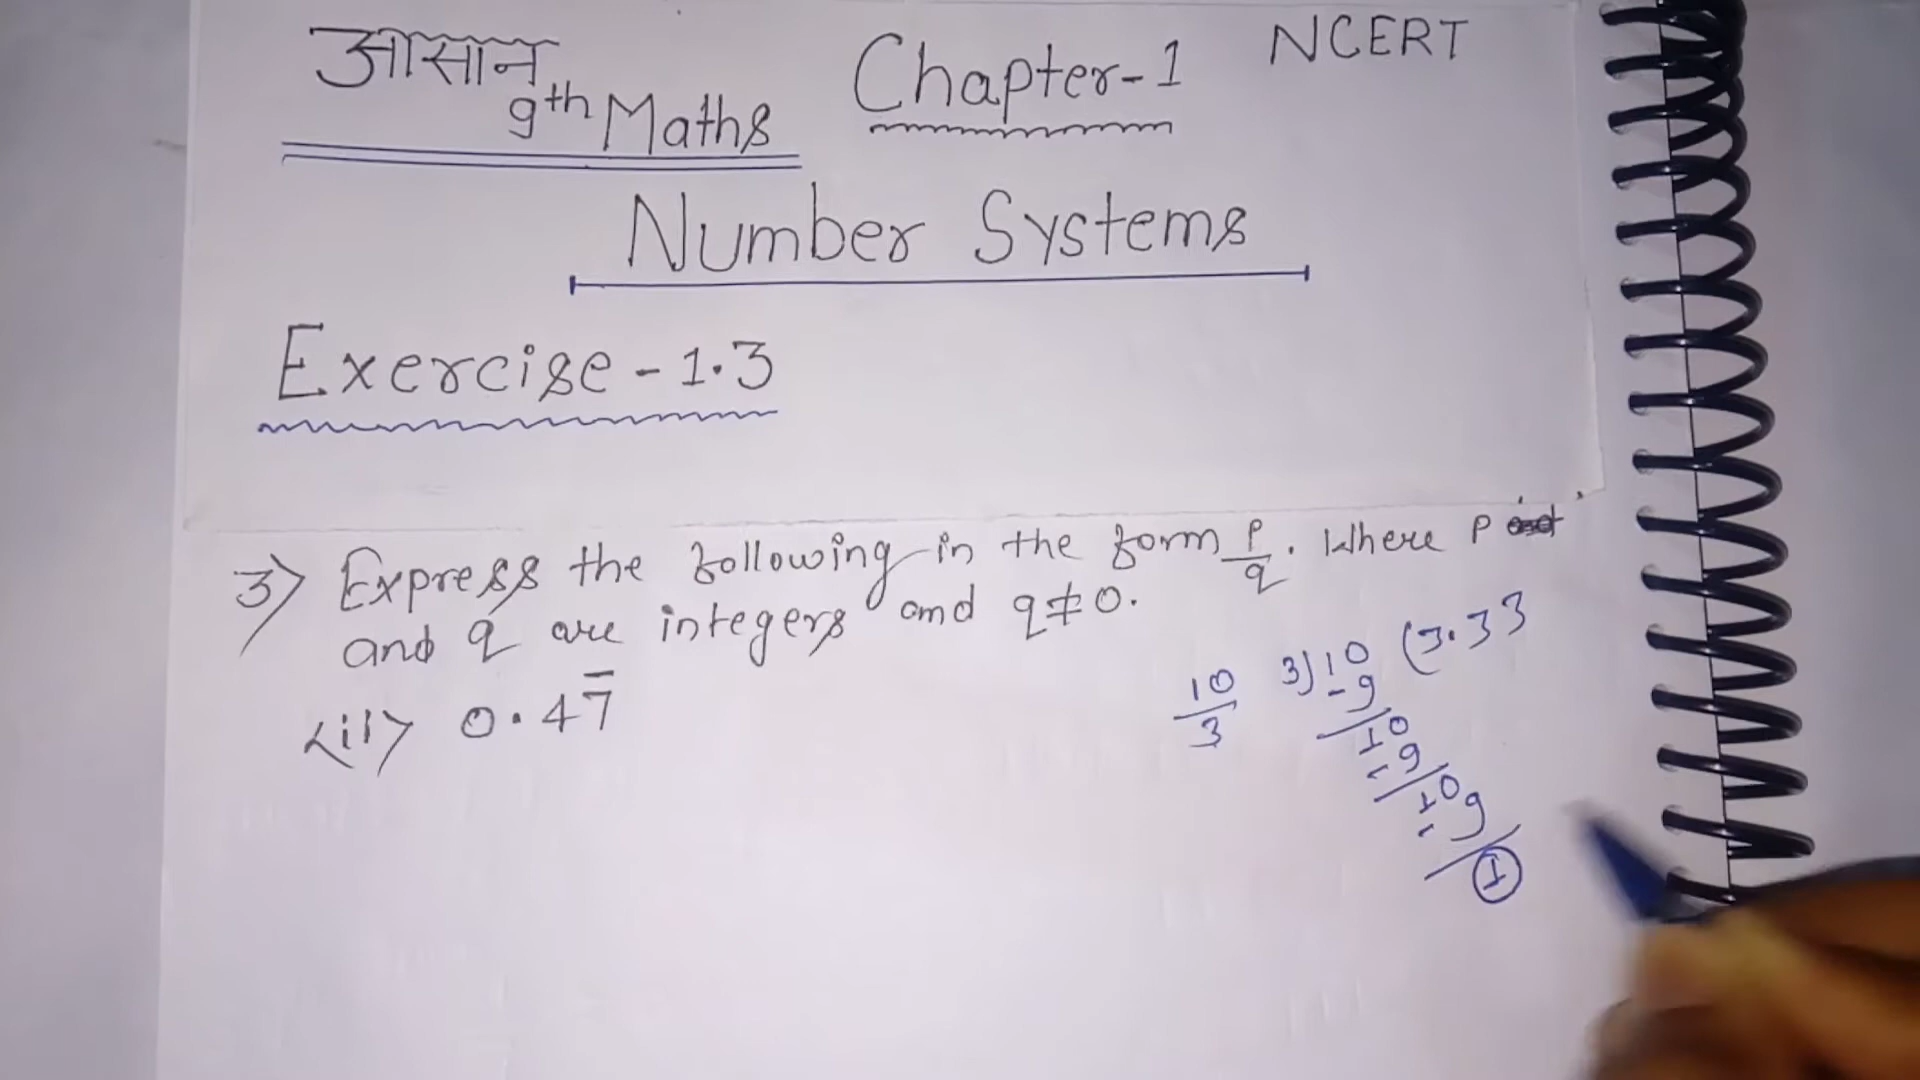 आसान
9th Maths
Chapter-1
NCERT
Number Systems
Exercise-1.3
3) Express the following in the form p/q. Where p
and q are integers and q≠0.
<ii> 0.47̅
10/3
3)10(3.33
-9
10
-9
10
-9
1